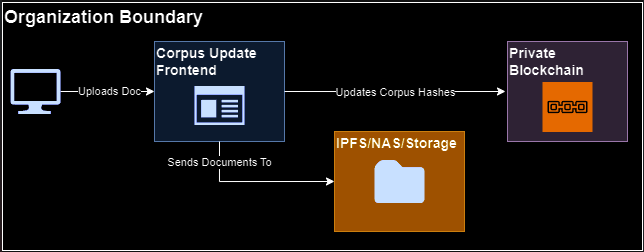 Organization Boundary
Corpus Update
Frontend
Private
Blockchain
Uploads Doc
Updates Corpus Hashes
IPFS/NAS/Storage
Sends Documents To